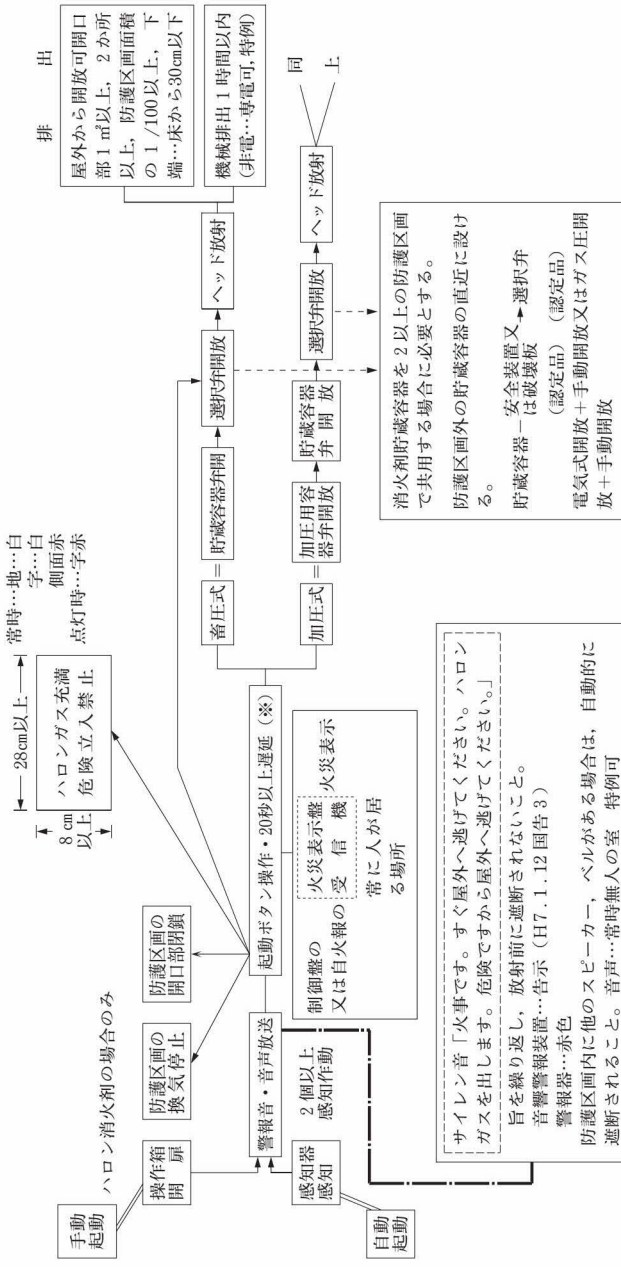 ハロン消火剤の場合のみ
手動
起動
操作箱
開　扉
自動
起動
感知器
感知
警報音・音声放送
2個以上
感知作動
防護区画の
換気停止
防護区画の
開口部閉鎖
起動ボタン操作・20秒以上遅延（※）
制御盤の
又は自火報の
火災表示盤
受　信　機
火災表示
常に人が居
る場所
8cm
以上
28cm以上
ハロンガス充満
危険立入禁止
常時…地…白
字…白
側面赤
点灯時…字赤
蓄圧式
=
貯蔵容器弁開
選択弁開放
ヘッド放射
排　　出
屋外から開放可開口
部1㎡以上，2か所
以上，防護区画面積
の1/100以上，下
端…床から30cm以下
機械排出1時間以内
(非電…専電可,特例)
加圧式
=
加圧用容
器弁開放
貯蔵容器
弁　開　放
選択弁開放
ヘッド放射
同
上
サイレン音「火事です。すぐ屋外へ逃げてください。ハロン
ガスを出します。危険ですから屋外へ逃げてください。」
旨を繰り返し，放射前に遮断されないこと。
音響警報装置…告示（H7.1.12国告3）
警報器…赤色
防護区画内に他のスピーカー，ベルがある場合は，自動的に
遮断されること。音声…常時無人の室　特例可
消火剤貯蔵容器を2以上の防護区画
で共用する場合に必要とする。
防護区画外の貯蔵容器の直近に設け
る。
貯蔵容器－安全装置又は破壊板→選択弁
（認定品）　（認定品）
電気式開放＋手動開放又はガス圧開
放＋手動開放